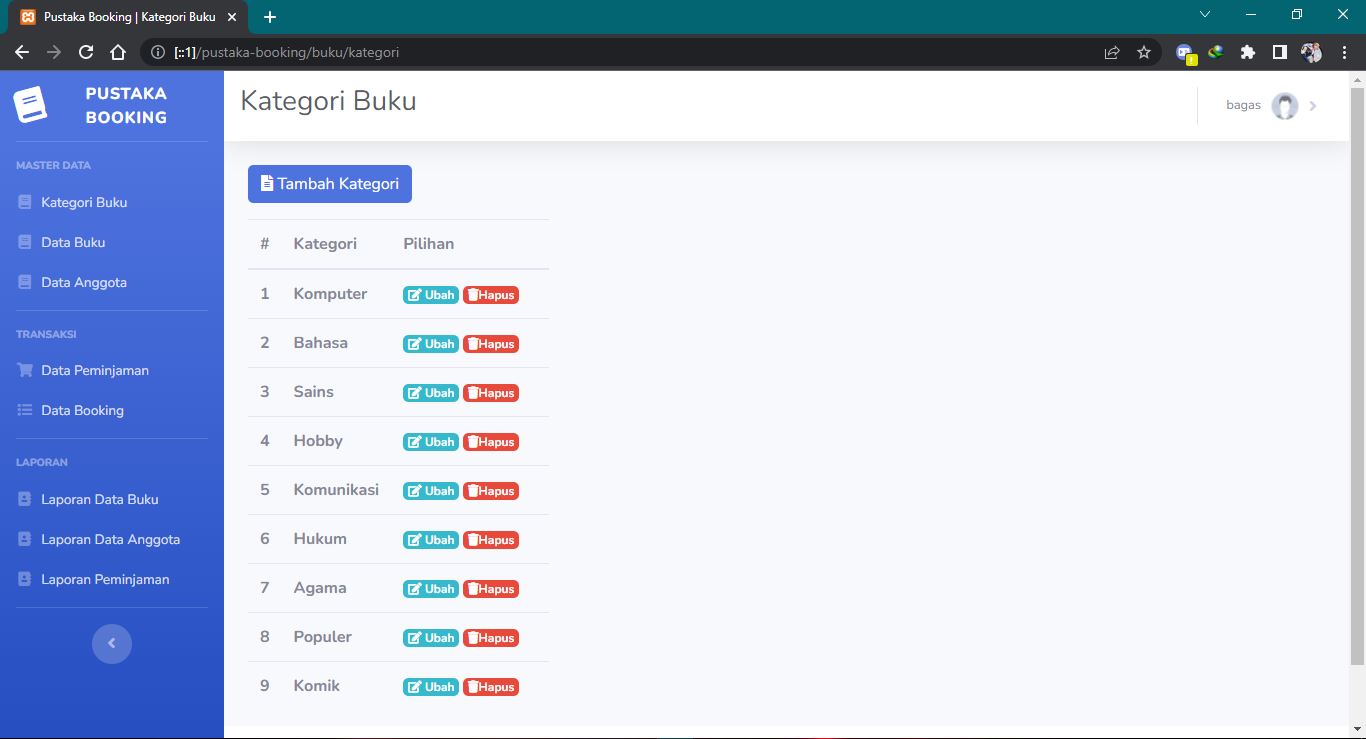 Pustaka Booking | Kategori Buku
[::1]/pustaka-booking/buku/kategori
PUSTAKA
BOOKING
MASTER DATA
Kategori Buku
Data Buku
Data Anggota
TRANSAKSI
Data Peminjaman
Data Booking
LAPORAN
Laporan Data Buku
Laporan Data Anggota
Laporan Peminjaman
Kategori Buku
bagas
Tambah Kategori
# Kategori Pilihan
1 Komputer Ubah Hapus
2 Bahasa Ubah Hapus
3 Sains Ubah Hapus
4 Hobby Ubah Hapus
5 Komunikasi Ubah Hapus
6 Hukum Ubah Hapus
7 Agama Ubah Hapus
8 Populer Ubah Hapus
9 Komik Ubah Hapus